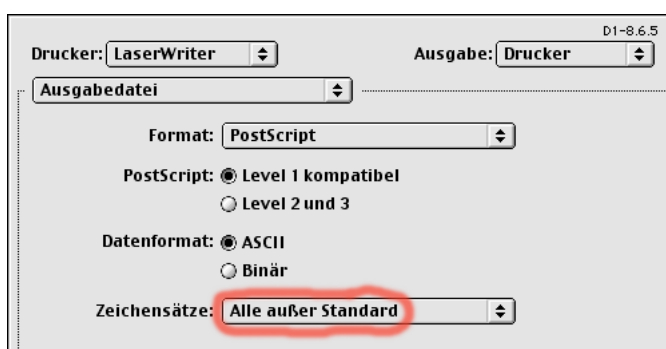 D1-8.6.5
Drucker: LaserWriter Ausgabe: Drucker
Ausgabedatei
Format: PostScript
PostScript: Level 1 kompatibel
Level 2 und 3
Datenformat: ASCII
Binär
Zeichensätze: Alle außer Standard